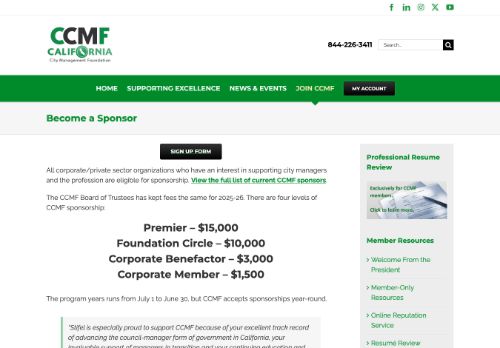 CCMF
CALIFORNIA
City Management Foundation
844-226-3411
Search...
HOME SUPPORTING EXCELLENCE NEWS & EVENTS JOIN CCMF MY ACCOUNT
Become a Sponsor
SIGN UP FORM
All corporate/private sector organizations who have an interest in supporting city managers
and the profession are eligible for sponsorship. View the full list of current CCMF sponsors.
The CCMF Board of Trustees has kept fees the same for 2025-26. There are four levels of
CCMF sponsorship:
Premier – $15,000
Foundation Circle – $10,000
Corporate Benefactor – $3,000
Corporate Member – $1,500
The program years runs from July 1 to June 30, but CCMF accepts sponsorships year-round.
"Stifel is especially proud to support CCMF because of your excellent track record
of advancing the council-manager form of government in California, your
invaluable support of managers in transition and your continuing education and
Professional Resume
Review
Exclusively for CCMF
members.
Click to learn more.
Member Resources
Welcome From the
President
Member-Only
Resources
Online Reputation
Service
Resume Review